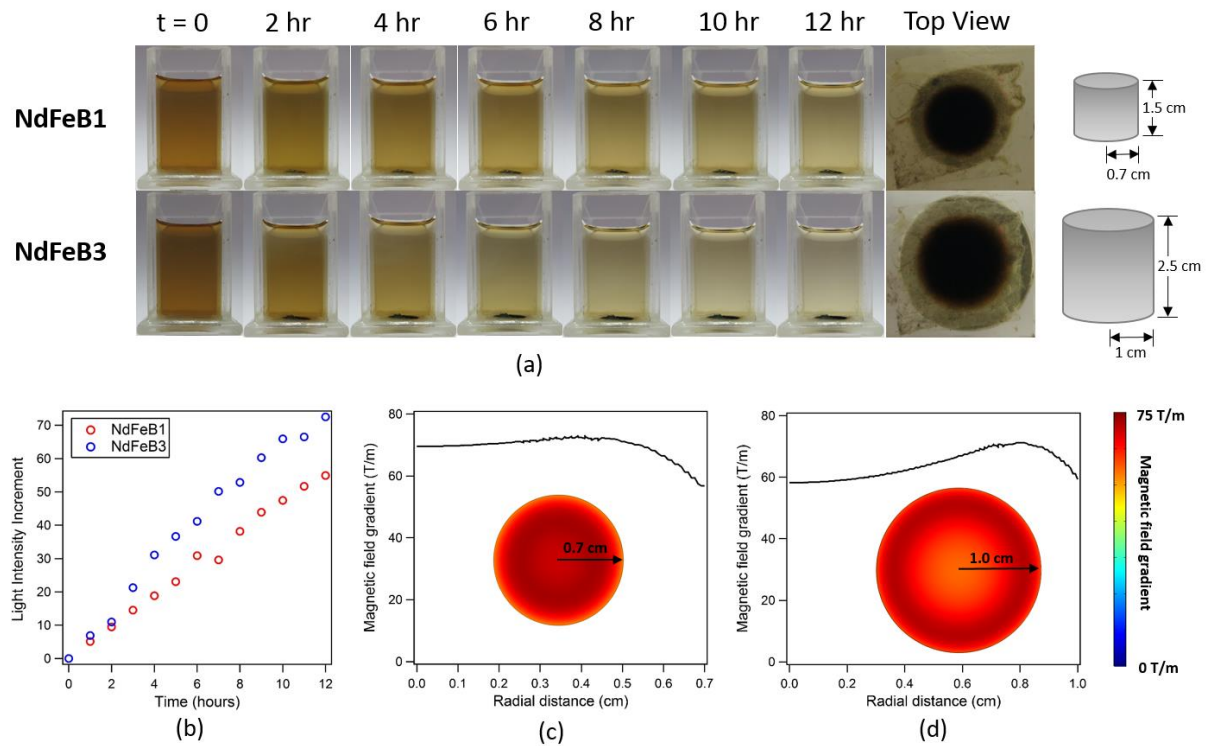 t = 0 2 hr 4 hr 6 hr 8 hr 10 hr 12 hr Top View
NdFeB1
1.5 cm
0.7 cm
NdFeB3
2.5 cm
1 cm
(a)
Light Intensity Increment
70
60
50
40
30
20
10
0
NdFeB1
NdFeB3
0 2 4 6 8 10 12
Time (hours)
(b)
Magnetic field gradient (T/m)
80
60
40
20
0
0.7 cm
0.0 0.1 0.2 0.3 0.4 0.5 0.6 0.7
Radial distance (cm)
(c)
Magnetic field gradient (T/m)
80
60
40
20
0
1.0 cm
0.0 0.2 0.4 0.6 0.8 1.0
Radial distance (cm)
(d)
75 T/m
Magnetic field gradient
0 T/m